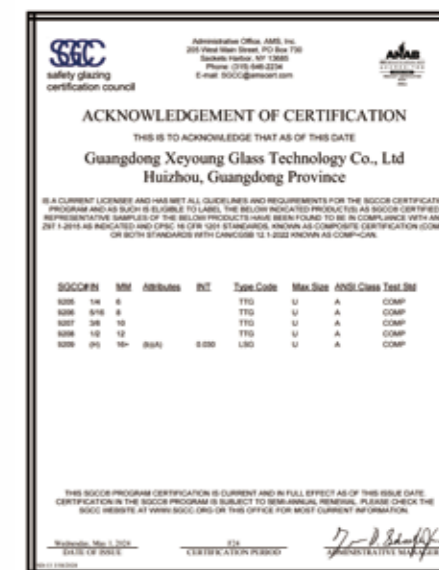 SGCC
safety glazing
certification council
Administrative Office, AMS, Inc.
205 West Main Street, PO Box 730
Sackets Harbor, NY 13685
Phone: (315) 646-2234
E-mail: SGCC@amscert.com
ANAB
ACKNOWLEDGEMENT OF CERTIFICATION
THIS IS TO ACKNOWLEDGE THAT AS OF THIS DATE
Guangdong Xeyoung Glass Technology Co., Ltd
Huizhou, Guangdong Province
IS A CURRENT LICENSEE AND HAS MET ALL GUIDELINES AND REQUIREMENTS FOR THE SGCC® CERTIFICATI
PROGRAM AND AS SUCH IS ELIGIBLE TO LABEL THE BELOW INDICATED PRODUCT(S) AS SGCC® CERTIFIED.
REPRESENTATIVE SAMPLES OF THE BELOW PRODUCTS HAVE BEEN FOUND TO BE IN COMPLIANCE WITH AN
Z97.1-2015 AS INDICATED AND CPSC 16 CFR 1201 STANDARDS, KNOWN AS COMPOSITE CERTIFICATION (COM
OR BOTH STANDARDS WITH CAN/CGSB 12.1-2022 KNOWN AS COMP+CAN.
SGCC# IN MM Attributes INT Type Code Max Size ANSI Class Test Std
9205 1/4 6 TTG U A COMP
9206 5/16 8 TTG U A COMP
9207 3/8 10 TTG U A COMP
9208 1/2 12 TTG U A COMP
9209 (H) 16+ (b)(A) 0.030 LSG U A COMP
THIS SGCC® PROGRAM CERTIFICATION IS CURRENT AND IN FULL EFFECT AS OF THIS ISSUE DATE.
CERTIFICATION IN THE SGCC® PROGRAM IS SUBJECT TO SEMI-ANNUAL RENEWAL. PLEASE CHECK THE
SGCC WEBSITE AT WWW.SGCC.ORG OR THIS OFFICE FOR MOST CURRENT INFORMATION.
Wednesday, May 1, 2024
DATE OF ISSUE
F24
CERTIFICATION PERIOD
ADMINISTRATIVE MANAGER